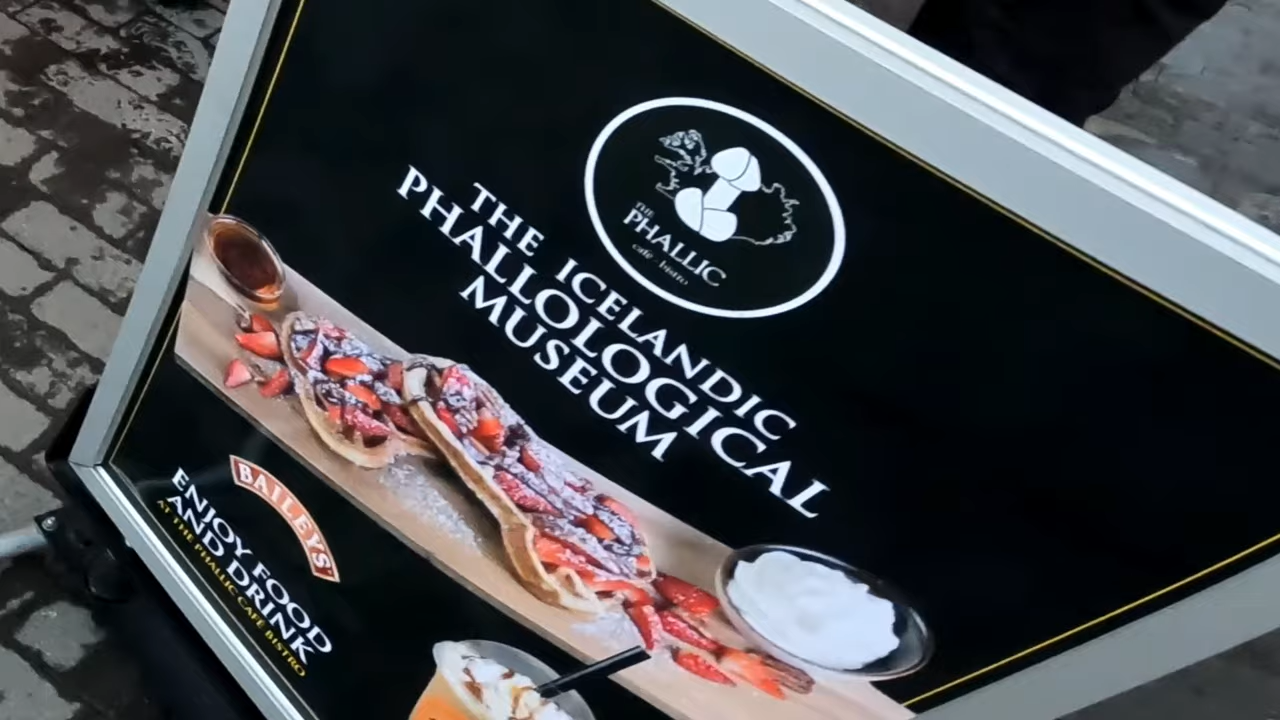 THE
PHALLIC
café - bistro
THE ICELANDIC
PHALLOLOGICAL
MUSEUM
BAILEYS
ENJOY FOOD
AND DRINK
AT THE PHALLIC CAFÉ BISTRO